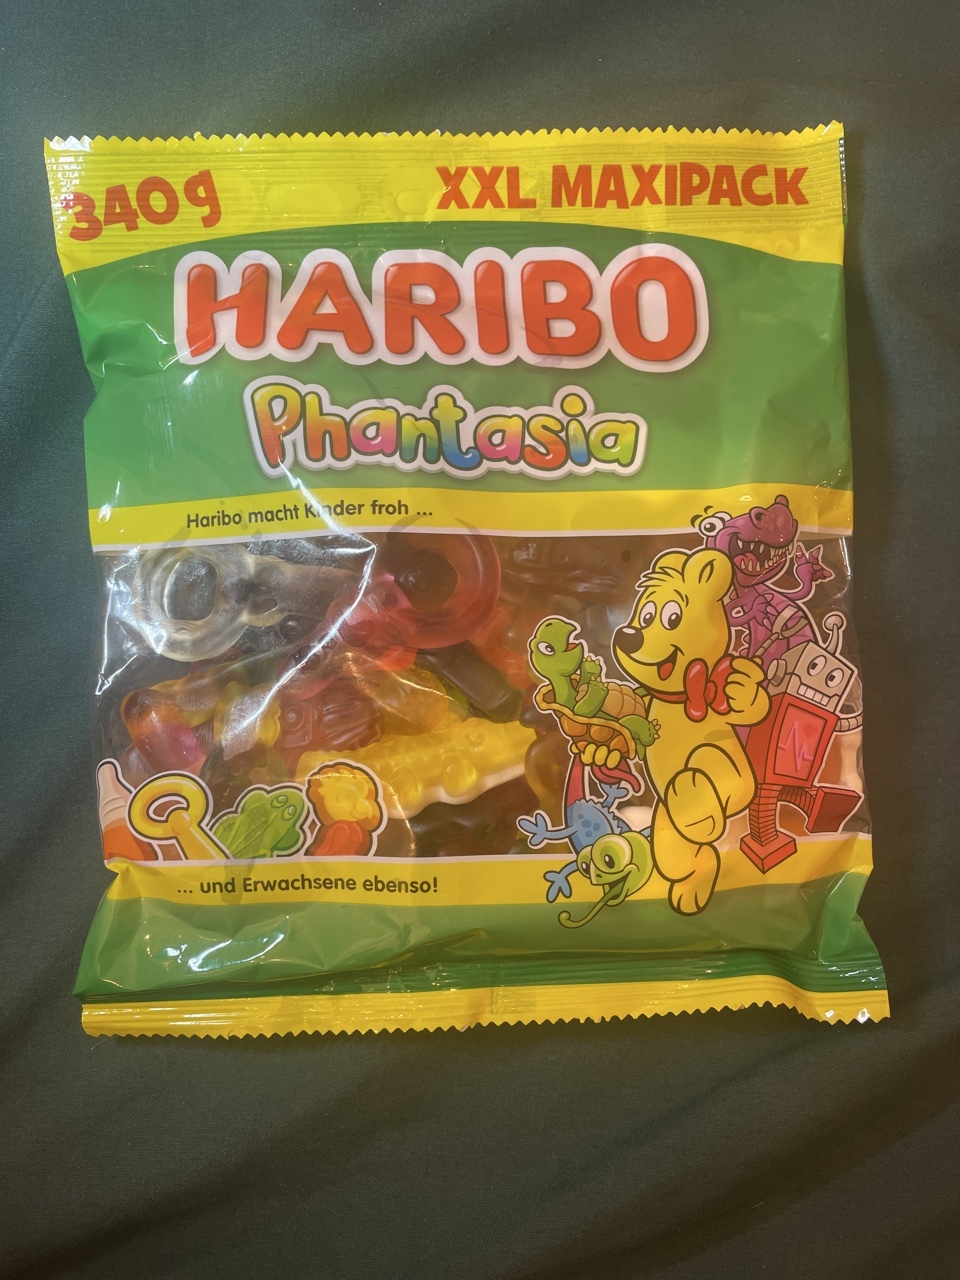 340g
XXL MAXIPACK
HARIBO
Phantasia
Haribo macht Kinder froh ...
... und Erwachsene ebenso!